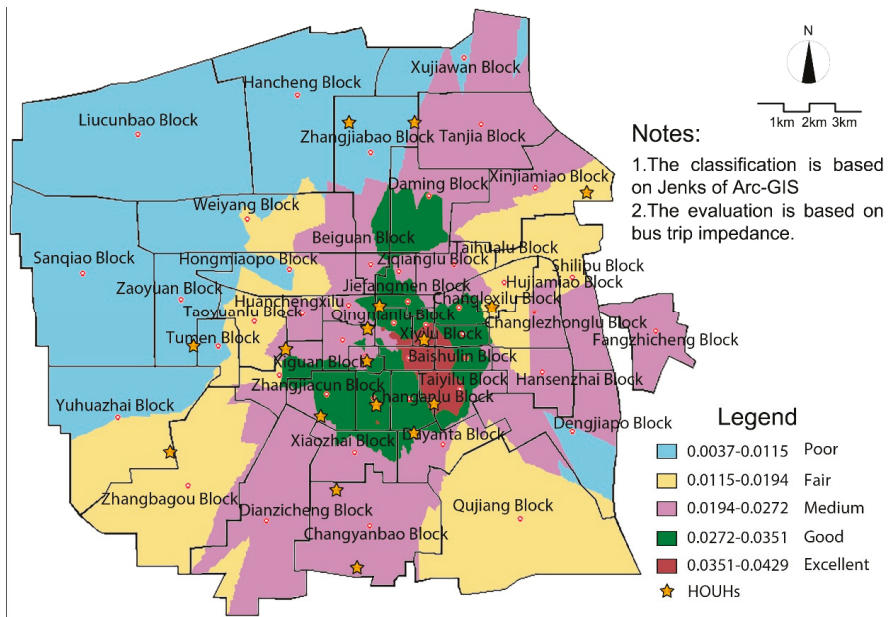 Xujiawan Block
Hancheng Block
Liucunbao Block
Zhangjiabao Block
Tanjia Block
Xinjiamiao Block
Daming Block
Weiyang Block
Beiguan Block
Taihualu Block
Sanqiao Block
Hongmiaopo Block
Ziqianglu Block
Shilipu Block
Hujiamiao Block
Zaoyuan Block
Jiefangmen Block
Huanchengxilu
Changlexilu Block
Taoyuanlu Block
Qingnianlu Block
Changlezhonglu Block
Tumen Block
Xiyilu Block
Fangzhicheng Block
Xiguan Block
Baishulin Block
Zhangjiacun Block
Taiyilu Block
Hansenzhai Block
Changanlu Block
Yuhuazhai Block
Dengjiapo Block
Xiaozhai Block
Dayanta Block
Zhangbagou Block
Dianzicheng Block
Qujiang Block
Changyanbao Block
N
1km 2km 3km
Notes:
1.The classification is based
on Jenks of Arc-GIS
2.The evaluation is based on
bus trip impedance.
Legend
0.0037-0.0115 Poor
0.0115-0.0194 Fair
0.0194-0.0272 Medium
0.0272-0.0351 Good
0.0351-0.0429 Excellent
HOUHs